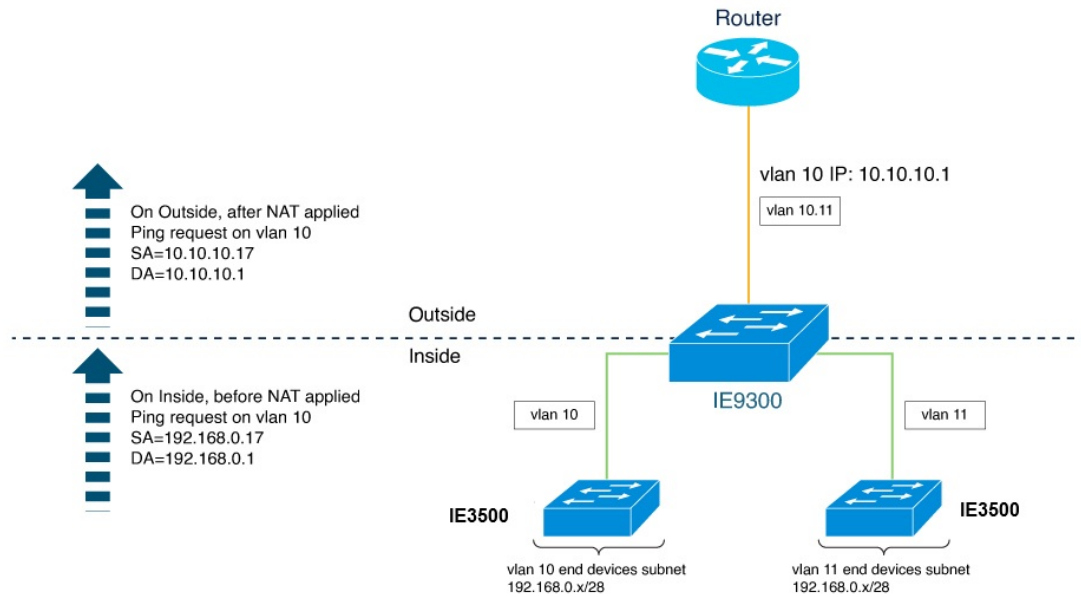 Router
vlan 10 IP: 10.10.10.1
vlan 10.11
On Outside, after NAT applied
Ping request on vlan 10
SA=10.10.10.17
DA=10.10.10.1
Outside
Inside
On Inside, before NAT applied
Ping request on vlan 10
SA=192.168.0.17
DA=192.168.0.1
IE9300
vlan 10
vlan 11
IE3500
IE3500
vlan 10 end devices subnet
192.168.0.x/28
vlan 11 end devices subnet
192.168.0.x/28